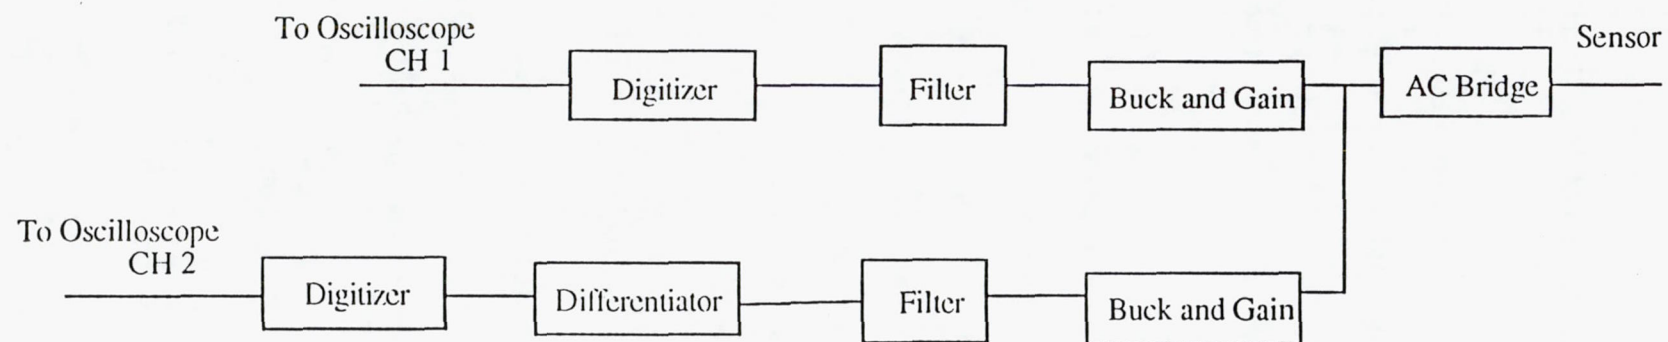 To Oscilloscope
CH 1
Digitizer
Filter
Buck and Gain
AC Bridge
Sensor
To Oscilloscope
CH 2
Digitizer
Differentiator
Filter
Buck and Gain